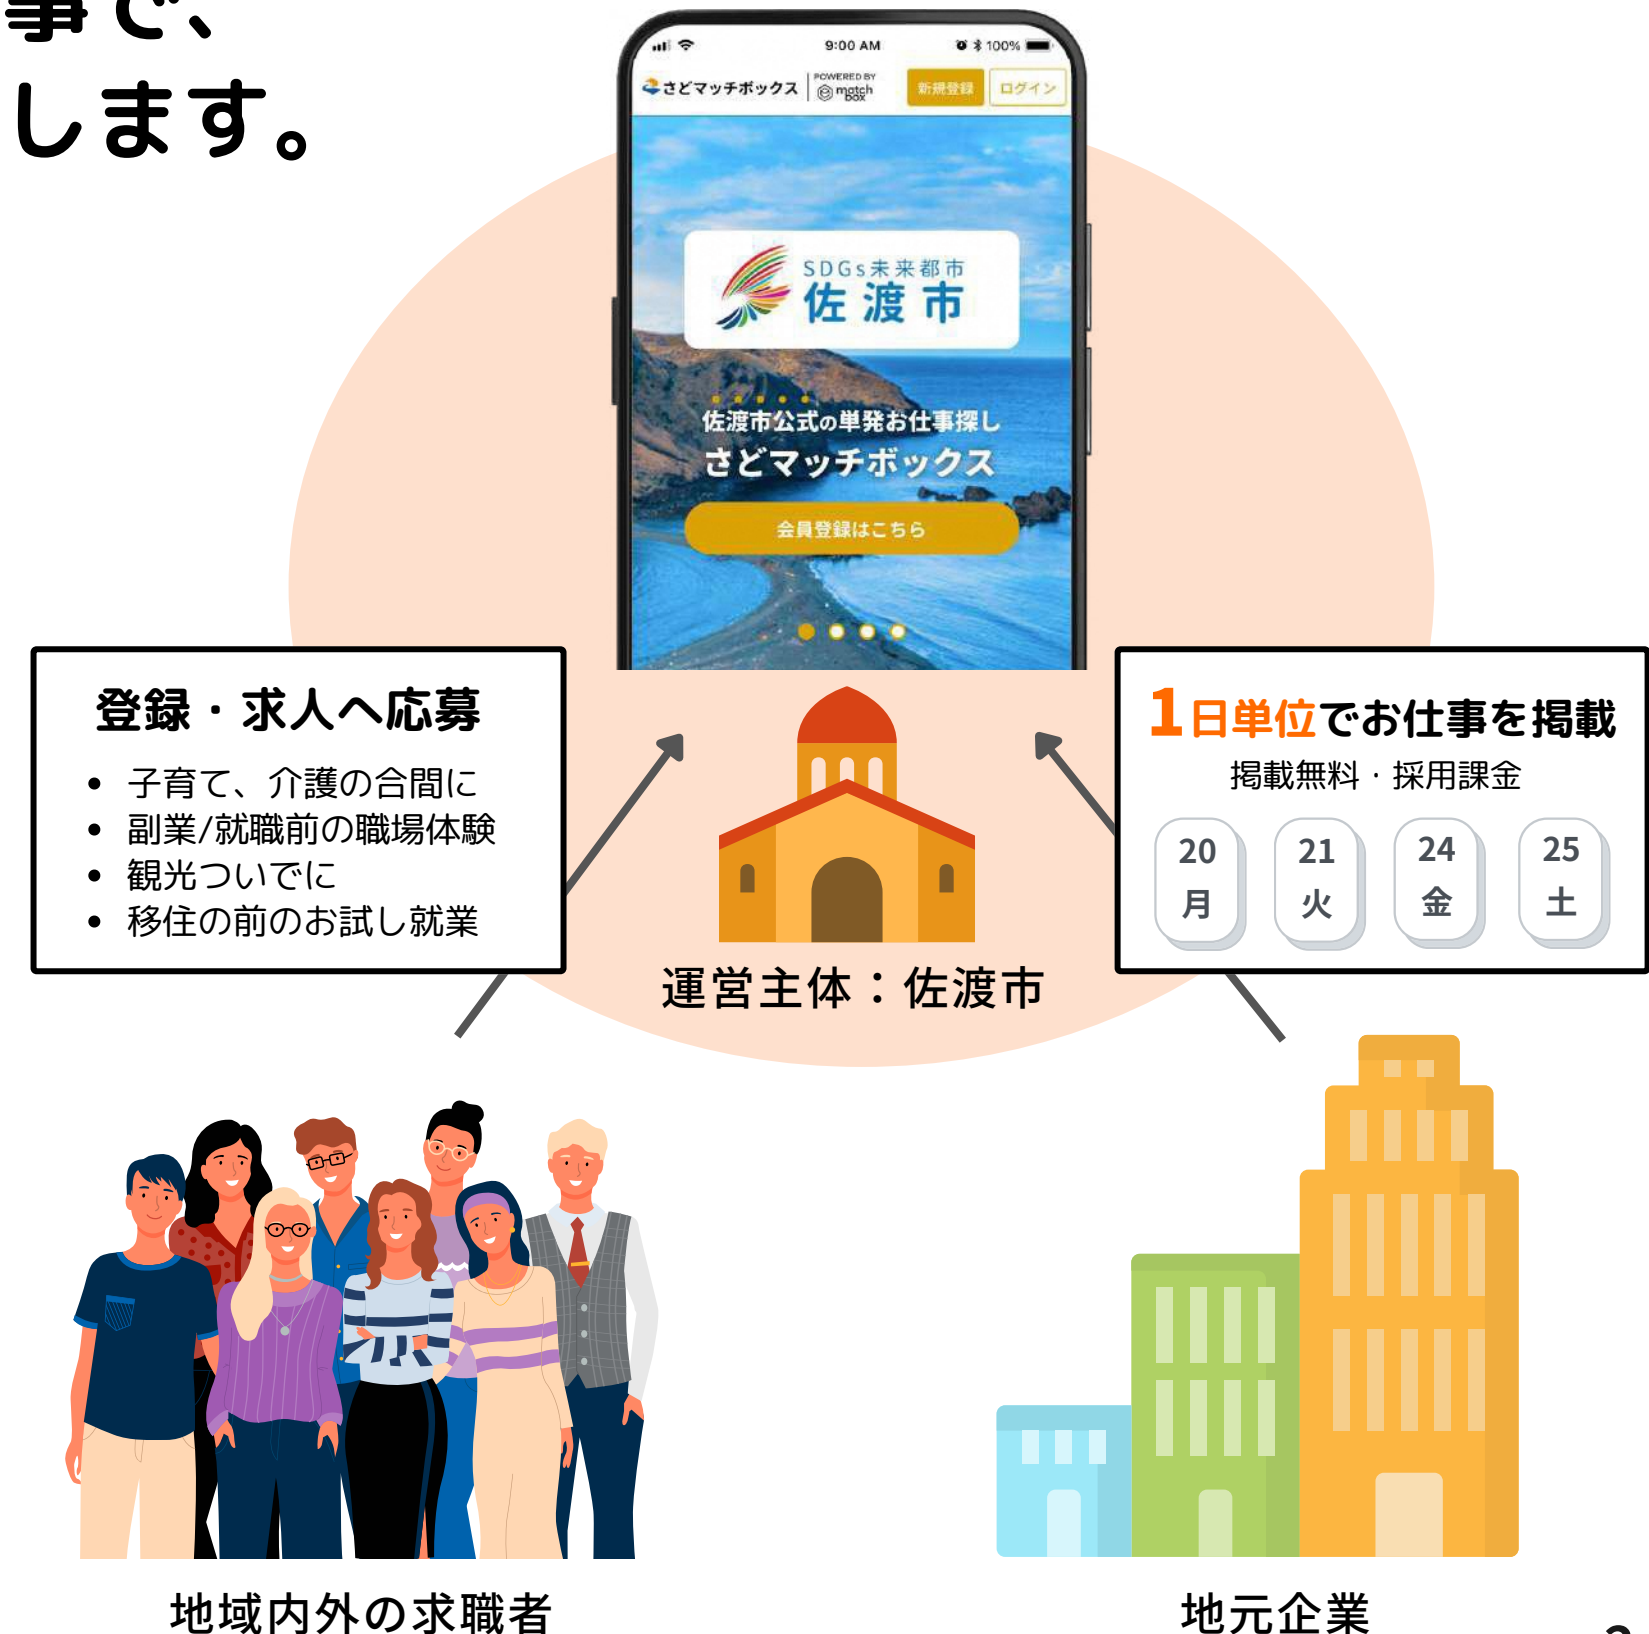 事で、
します。
9:00 AM
100%
さどマッチボックス
POWERED BY
match
box
新規登録
ログイン
SDGs未来都市
佐渡市
佐渡市公式の単発お仕事探し
さどマッチボックス
会員登録はこちら
登録・求人へ応募
• 子育て、介護の合間に
• 副業/就職前の職場体験
• 観光ついでに
• 移住の前のお試し就業
1日単位でお仕事を掲載
掲載無料・採用課金
20 21 24 25
月 火 金 土
運営主体：佐渡市
地域内外の求職者
地元企業